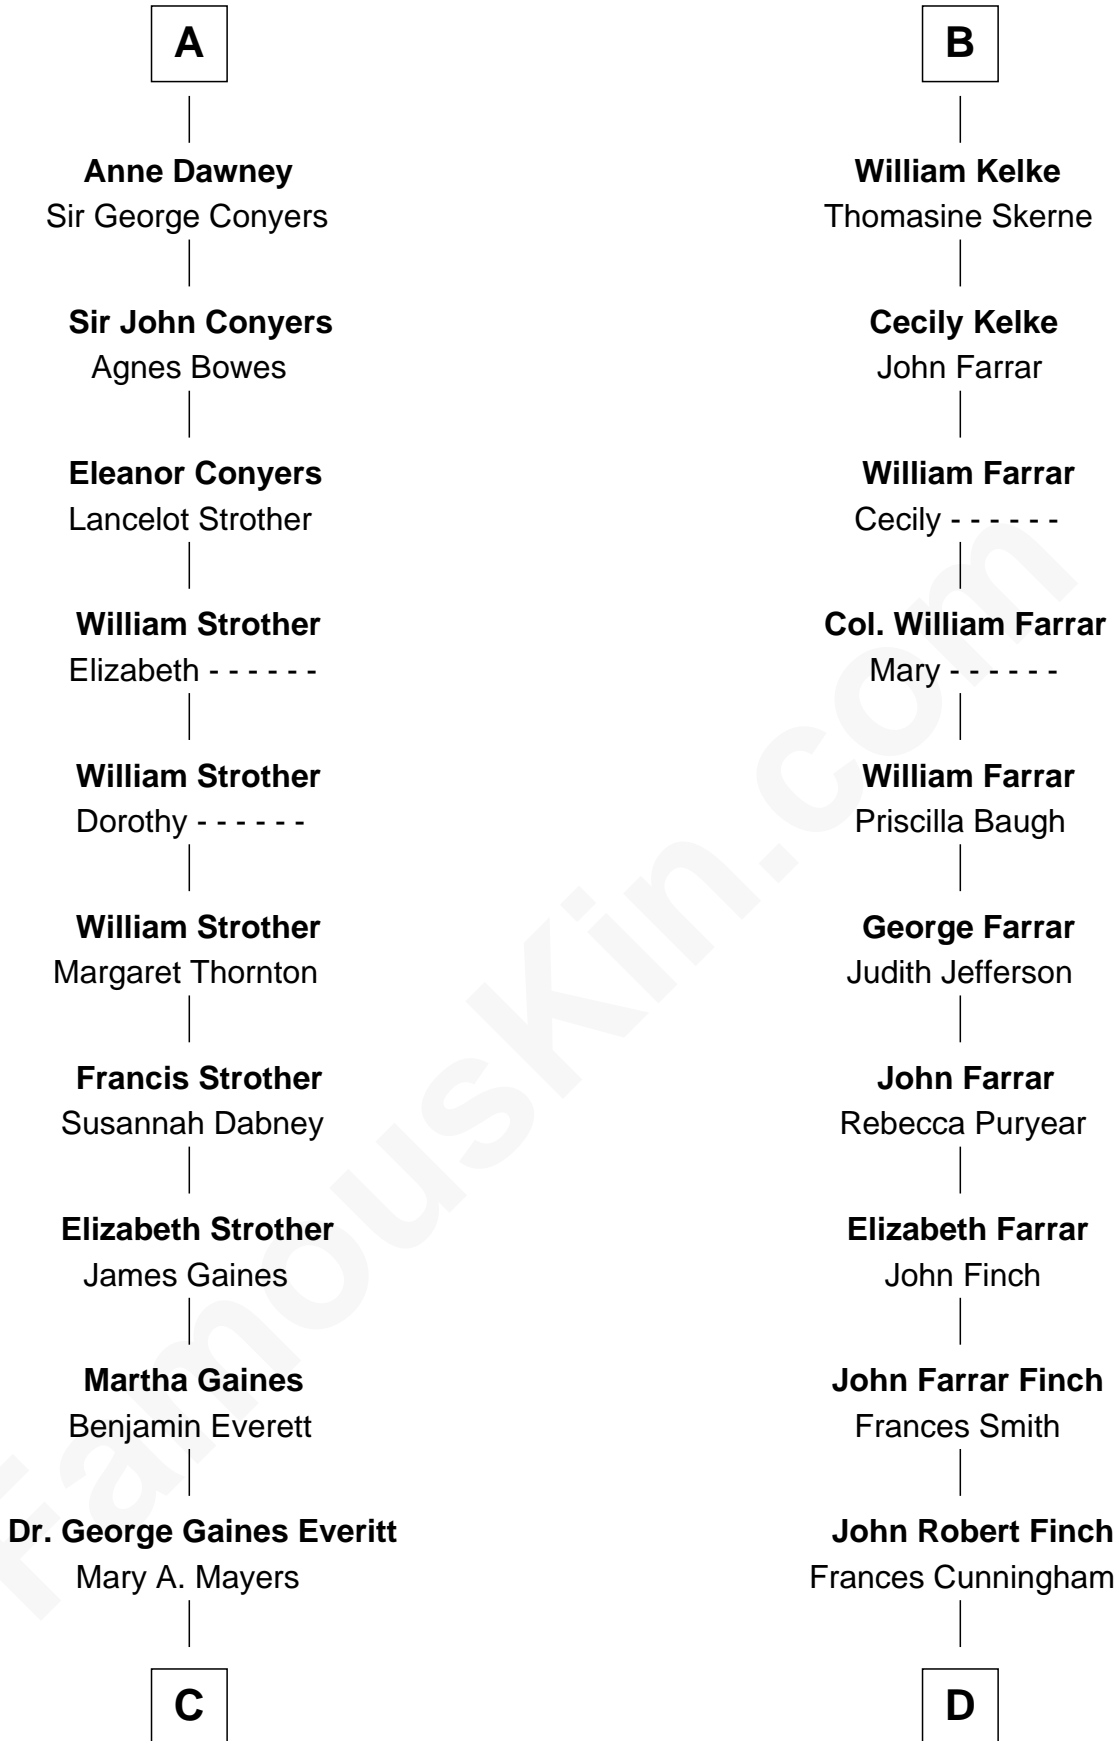 A
Anne Dawney
Sir George Conyers
Sir John Conyers
Agnes Bowes
Eleanor Conyers
Lancelot Strother
William Strother
Elizabeth - - - - - -
William Strother
Dorothy - - - - - -
William Strother
Margaret Thornton
Francis Strother
Susannah Dabney
Elizabeth Strother
James Gaines
Martha Gaines
Benjamin Everett
Dr. George Gaines Everitt
Mary A. Mayers
C
B
William Kelke
Thomasine Skerne
Cecily Kelke
John Farrar
William Farrar
Cecily - - - - - -
Col. William Farrar
Mary - - - - - -
William Farrar
Priscilla Baugh
George Farrar
Judith Jefferson
John Farrar
Rebecca Puryear
Elizabeth Farrar
John Finch
John Farrar Finch
Frances Smith
John Robert Finch
Frances Cunningham
D
FamousKin.com